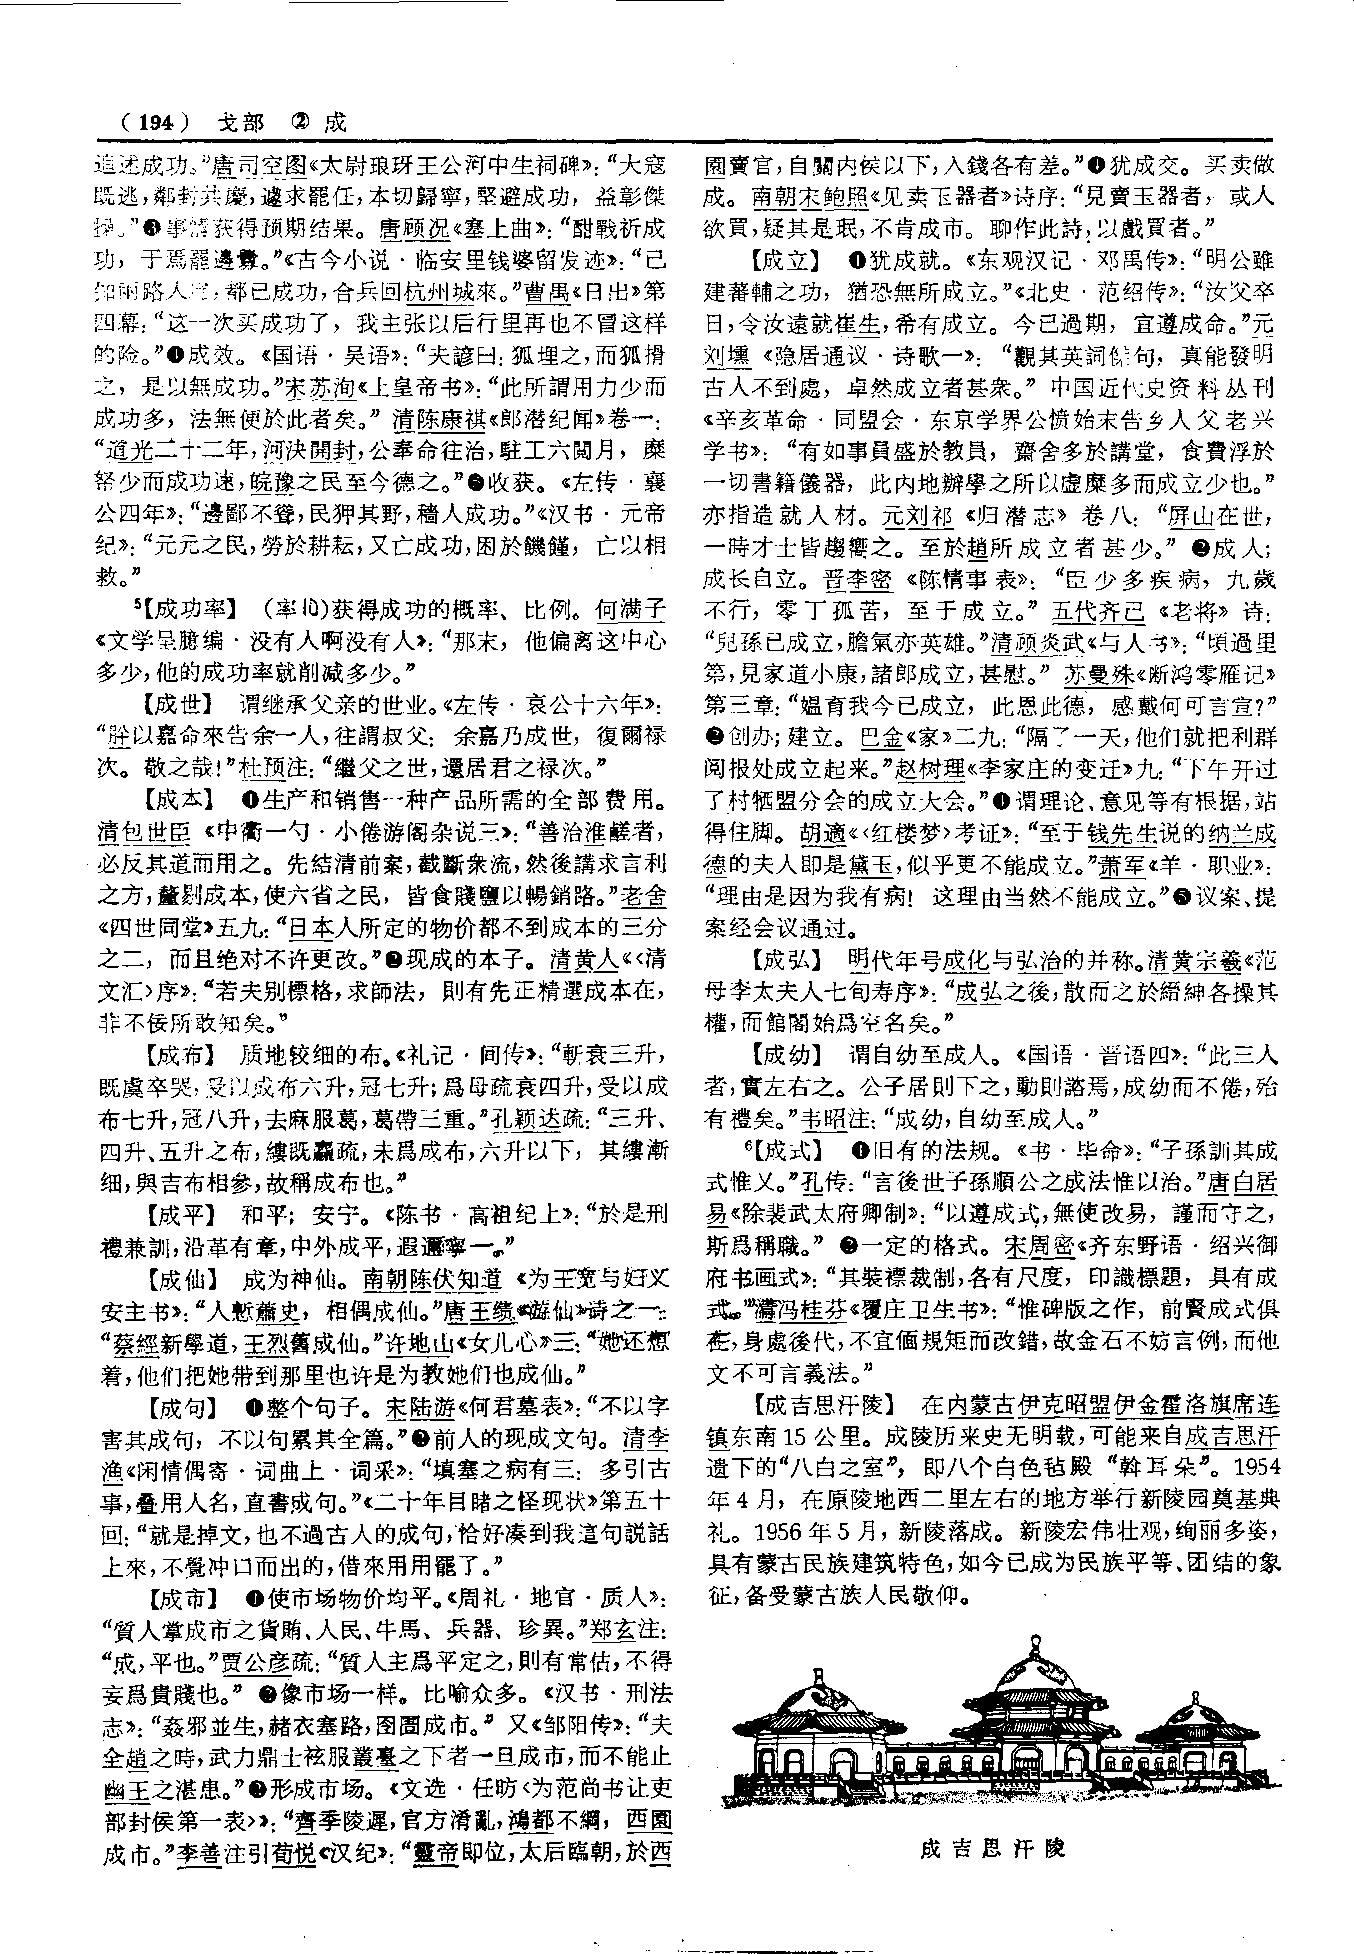 （194） 戈部 ② 成
追述成功。”唐司空图《太尉琅玡王公河中生祠碑》：“大寇
既逃，鄰封共慶，遽求罷任，本切歸寧，堅避成功，益彰傑
”❸事情获得预期结果。唐顾况《塞上曲》：“酣戰祈成
功，于焉罷邊釁。”《古今小说·临安里钱婆留发迹》：“己
知兩路人馬，都已成功，合兵回杭州城來。”曹禺《日出》第
四幕：“这一次买成功了，我主张以后行里再也不冒这样
的险。”❹成效。《国语·吴语》：“夫諺曰：狐埋之，而狐搰
之，是以無成功。”宋苏洵《上皇帝书》：“此所謂用力少而
成功多，法無便於此者矣。”清陈康祺《郎潜纪闻》卷一：
“道光二十二年，河決開封，公奉命往治，駐工六閲月，糜
帑少而成功速，皖豫之民至今德之。”❺收获。《左传·襄
公四年》：“邊鄙不聳，民狎其野，穡人成功。”《汉书·元帝
纪》：“元元之民，勞於耕耘，又亡成功，困於饑饉，亡以相
救。”
⁵【成功率】 （率lǜ）获得成功的概率、比例。何满子
《文学呈臆编·没有人啊没有人》：“那末，他偏离这中心
多少，他的成功率就削减多少。”
【成世】 谓继承父亲的世业。《左传·哀公十六年》：
“肸以嘉命來告余一人，往謂叔父：余嘉乃成世，復爾禄
次。敬之哉！”杜预注：“繼父之世，還居君之禄次。”
【成本】 ❶生产和销售一种产品所需的全部费用。
清包世臣《中衢一勺·小倦游阁杂说三》：“善治淮鹺者，
必反其道而用之。先結清前案，截斷衆流，然後講求言利
之方，釐剔成本，使六省之民，皆食賤鹽以暢銷路。”老舍
《四世同堂》五九：“日本人所定的物价都不到成本的三分
之二，而且绝对不许更改。”❷现成的本子。清黄人《〈清
文汇〉序》：“若夫别標格，求師法，則有先正精選成本在，
非不佞所敢知矣。”
【成布】 质地较细的布。《礼记·间传》：“斬衰三升，
既虞卒哭，受以成布六升，冠七升；爲母疏衰四升，受以成
布七升，冠八升，去麻服葛，葛帶三重。”孔颖达疏：“三升、
四升、五升之布，縷既麤疏，未爲成布，六升以下，其縷漸
細，與吉布相參，故稱成布也。”
【成平】 和平；安宁。《陈书·高祖纪上》：“於是刑
禮兼訓，沿革有章，中外成平，遐邇寧一。”
【成仙】 成为神仙。南朝陈伏知道《为王宽与妇义
安主书》：“人慙蕭史，相偶成仙。”唐王绩《遊仙》诗之一：
“蔡經新學道，王烈舊成仙。”许地山《女儿心》三：“她还想
着，他们把她带到那里也许是为教她们也成仙。”
【成句】 ❶整个句子。宋陆游《何君墓表》：“不以字
害其成句，不以句累其全篇。”❷前人的现成文句。清李
渔《闲情偶寄·词曲上·词采》：“填塞之病有三：多引古
事，叠用人名，直書成句。”《二十年目睹之怪现状》第五十
回：“就是掉文，也不過古人的成句，恰好凑到我這句説話
上來，不覺冲口而出的，借來用用罷了。”
【成市】 ❶使市场物价均平。《周礼·地官·质人》：
“質人掌成市之貨賄、人民、牛馬、兵器、珍異。”郑玄注：
“成，平也。”贾公彦疏：“質人主爲平定之，則有常估，不得
妄爲貴賤也。”❷像市场一样。比喻众多。《汉书·刑法
志》：“姦邪並生，赭衣塞路，囹圄成市。”又《邹阳传》：“夫
全趙之時，武力鼎士袨服叢臺之下者一旦成市，而不能止
幽王之湛患。”❸形成市场。《文选·任昉〈为范尚书让吏
部封侯第一表〉》：“齊季陵遲，官方淆亂，鴻都不綱，西園
成市。”李善注引荀悦《汉纪》：“靈帝即位，太后臨朝，於西
園賣官，自關内侯以下，入錢各有差。”❹犹成交。买卖做
成。南朝宋鲍照《见卖玉器者》诗序：“見賣玉器者，或人
欲買，疑其是珉，不肯成市。聊作此詩，以戲買者。”
【成立】 ❶犹成就。《东观汉记·邓禹传》：“明公雖
建蕃輔之功，猶恐無所成立。”《北史·范绍传》：“汝父卒
日，令汝遠就崔生，希有成立。今已過期，宜遵成命。”元
刘壎《隐居通议·诗歌一》：“觀其英詞傑句，真能發明
古人不到處，卓然成立者甚衆。”中国近代史资料丛刊
《辛亥革命·同盟会·东京学界公愤始末告乡人父老兴
学书》：“有如事員盛於教員，齋舍多於講堂，食費浮於
一切書籍儀器，此内地辦學之所以虚糜多而成立少也。”
亦指造就人材。元刘祁《归潜志》卷八：“屏山在世，
一時才士皆趨嚮之。至於趙所成立者甚少。”❷成人；
成长自立。晋李密《陈情事表》：“臣少多疾病，九歲
不行，零丁孤苦，至于成立。”五代齐己《老将》诗：
“兒孫已成立，膽氣亦英雄。”清顾炎武《与人书》：“頃過里
第，見家道小康，諸郎成立，甚慰。”苏曼殊《断鸿零雁记》
第三章：“媪育我今已成立，此恩此德，感戴何可言宣？”
❸创办；建立。巴金《家》二九：“隔了一天，他们就把利群
阅报处成立起来。”赵树理《李家庄的变迁》九：“下午开过
了村牺盟分会的成立大会。”❹谓理论、意见等有根据，站
得住脚。胡適《〈红楼梦〉考证》：“至于钱先生说的纳兰成
德的夫人即是黛玉，似乎更不能成立。”萧军《羊·职业》：
“理由是因为我有病！这理由当然不能成立。”❺议案、提
案经会议通过。
【成弘】 明代年号成化与弘治的并称。清黄宗羲《范
母李太夫人七旬寿序》：“成弘之後，散而之於縉紳各操其
權，而館閣始爲空名矣。”
【成幼】 谓自幼至成人。《国语·晋语四》：“此三人
者，實左右之。公子居則下之，動則諮焉，成幼而不倦，殆
有禮矣。”韦昭注：“成幼，自幼至成人。”
⁶【成式】 ❶旧有的法规。《书·毕命》：“子孫訓其成
式惟乂。”孔传：“言後世子孫順公之成法惟以治。”唐白居
易《除裴武太府卿制》：“以遵成式，無使改易，謹而守之，
斯爲稱職。”❷一定的格式。宋周密《齐东野语·绍兴御
府书画式》：“其裝褾裁制，各有尺度，印識標題，具有成
式。”清冯桂芬《覆庄卫生书》：“惟碑版之作，前賢成式俱
在，身處後代，不宜偭規矩而改錯，故金石不妨言例，而他
文不可言義法。”
【成吉思汗陵】 在内蒙古伊克昭盟伊金霍洛旗席连
镇东南15公里。成陵历来史无明载，可能来自成吉思汗
遗下的“八白之室”，即八个白色毡殿“斡耳朵”。1954
年4月，在原陵地西二里左右的地方举行新陵园奠基典
礼。1956年5月，新陵落成。新陵宏伟壮观，绚丽多姿，
具有蒙古民族建筑特色，如今已成为民族平等、团结的象
征，备受蒙古族人民敬仰。
成吉思汗陵